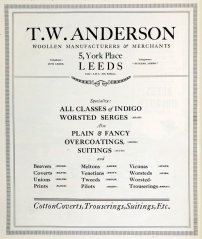 T. W. ANDERSON
WOOLLEN MANUFACTURERS & MERCHANTS
5, York Place
LEEDS
Specialty:
ALL CLASSES of INDIGO
WORSTED SERGES
Also
PLAIN & FANCY
OVERCOATINGS,
SUITINGS
and
Beavers Meltons Vicunas
Coverts Venetians Worsteds
Unions Tweeds Worsted-
Prints Pilots Trouserings
Cotton Coverts, Trouserings, Suitings, Etc.